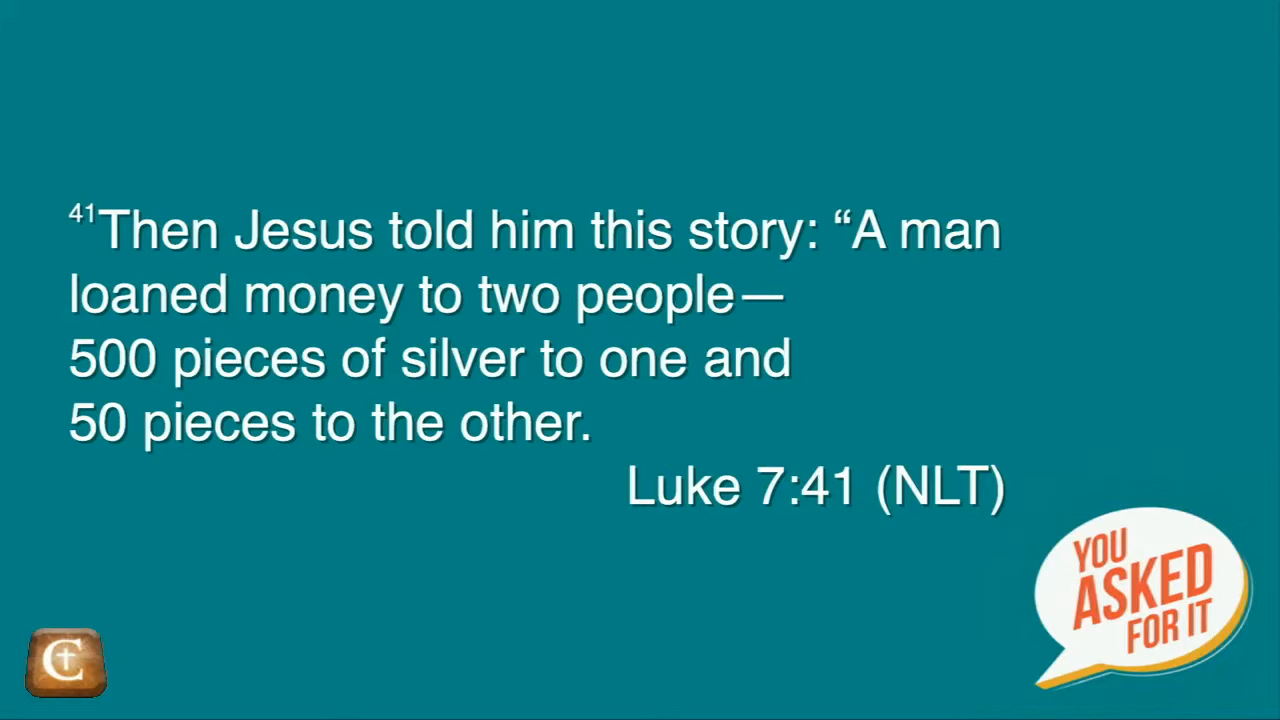 41Then Jesus told him this story: “A man
loaned money to two people—
500 pieces of silver to one and
50 pieces to the other.
Luke 7:41 (NLT)
YOU
ASKED
FOR IT
C